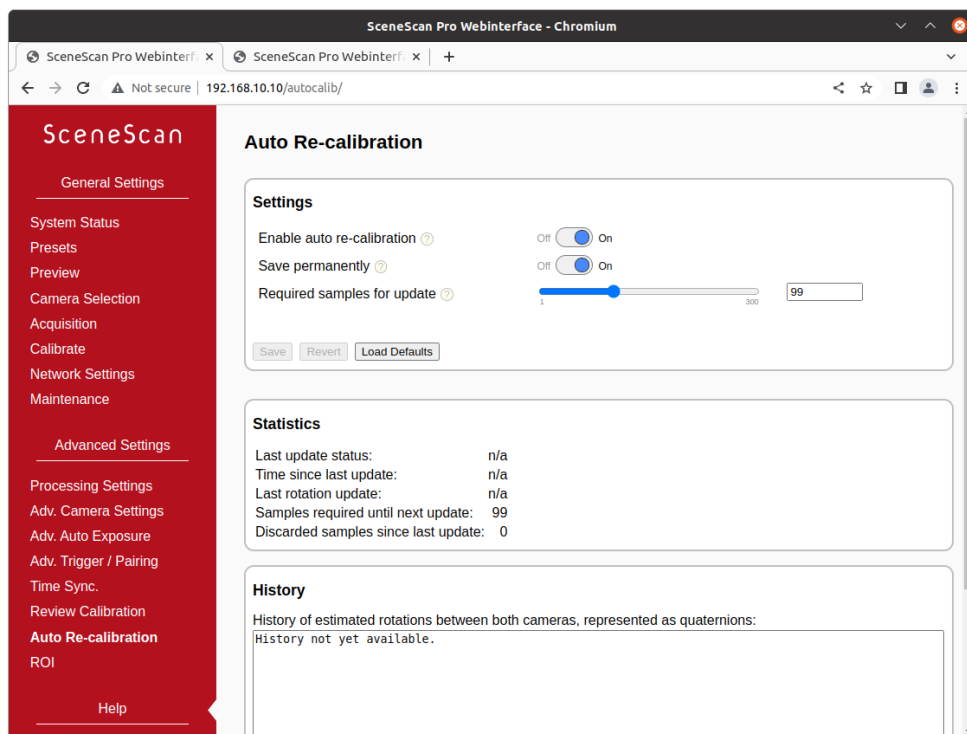 SceneScan Pro Webinterface - Chromium
SceneScan Pro Webinterf SceneScan Pro Webinterf
Not secure 192.168.10.10/autocalib/
SceneScan
General Settings
System Status
Presets
Preview
Camera Selection
Acquisition
Calibrate
Network Settings
Maintenance
Advanced Settings
Processing Settings
Adv. Camera Settings
Adv. Auto Exposure
Adv. Trigger / Pairing
Time Sync.
Review Calibration
Auto Re-calibration
ROI
Help
Auto Re-calibration
Settings
Enable auto re-calibration ? Off On
Save permanently ? Off On
Required samples for update ? 1 300 99
Save Revert Load Defaults
Statistics
Last update status: n/a
Time since last update: n/a
Last rotation update: n/a
Samples required until next update: 99
Discarded samples since last update: 0
History
History of estimated rotations between both cameras, represented as quaternions:
History not yet available.